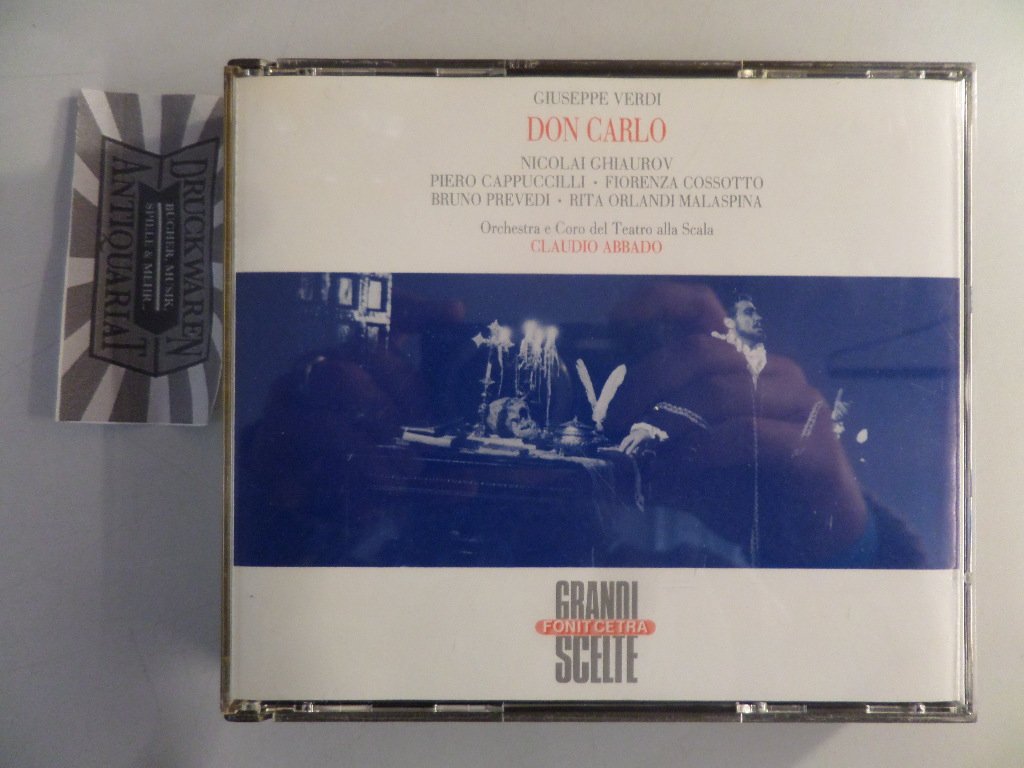 GIUSEPPE VERDI
DON CARLO
NICOLAI GHIAUROV
PIERO CAPPUCCILLI • FIORENZA COSSOTTO
BRUNO PREVEDI • RITA ORLANDI MALASPINA
Orchestra e Coro del Teatro alla Scala
CLAUDIO ABBADO
GRANDI
FONIT CETRA
SCELTE
DRUCKWAREN
BÜCHER, MUSIK,
SPIELE & MEHR.
ANTIQUARIAT